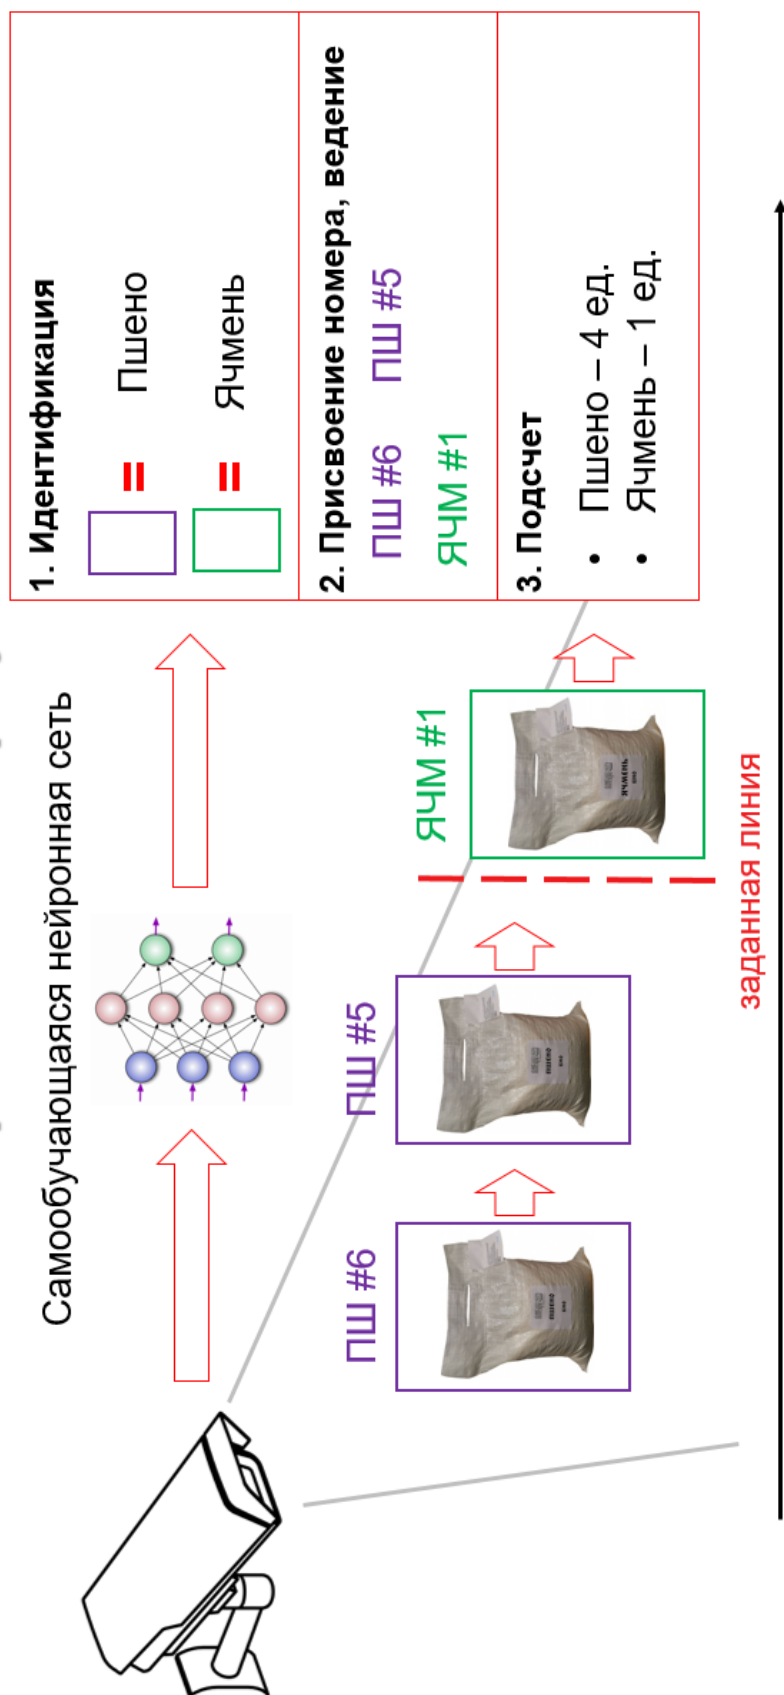 Самообучающаяся нейронная сеть
1. Идентификация
= Пшено
= Ячмень
2. Присвоение номера, ведение
ПШ #6 ПШ #5
ЯЧМ #1
3. Подсчет
• Пшено – 4 ед.
• Ячмень – 1 ед.
ПШ #6
ПШ #5
ЯЧМ #1
ЯЧМЕНЬ
заданная линия